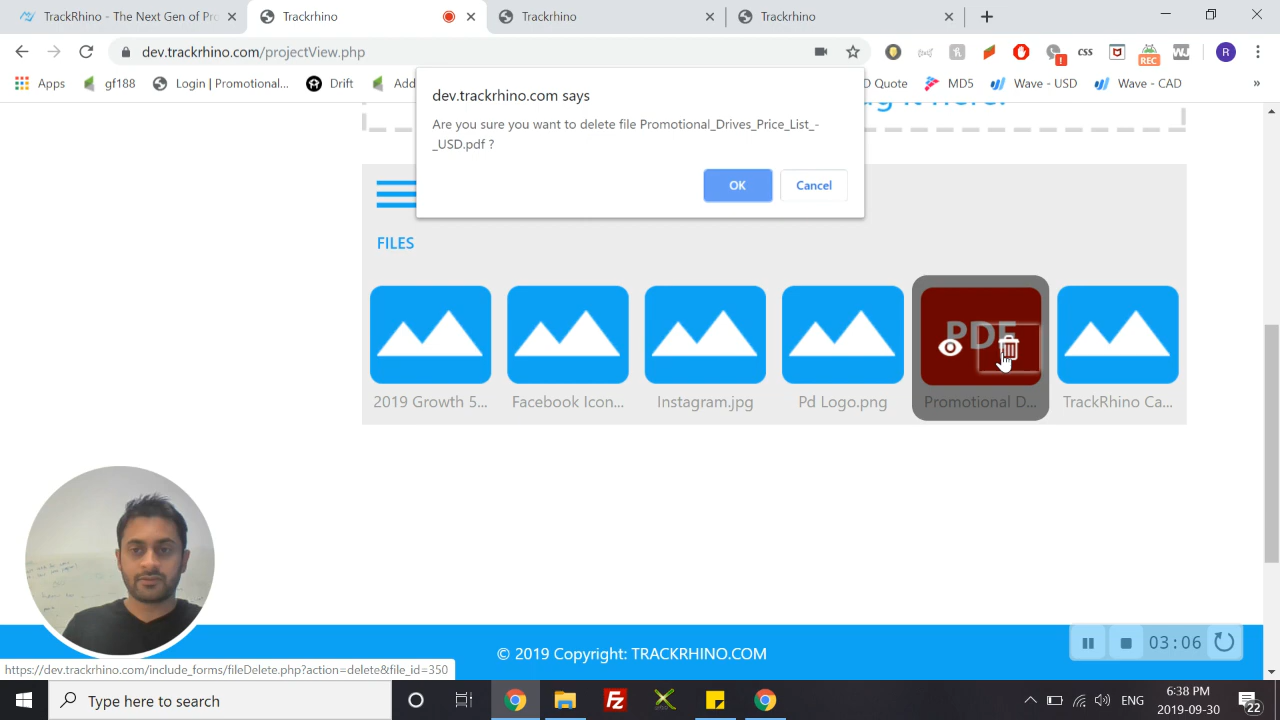 TrackRhino - The Next Gen of Pro
Trackrhino
Trackrhino
Trackrhino
dev.trackrhino.com/projectView.php
css
REC
R
Apps
gf188
Login | Promotional...
Drift
Add
D Quote
MD5
Wave - USD
Wave - CAD
»
dev.trackrhino.com says
Are you sure you want to delete file Promotional_Drives_Price_List_-
_USD.pdf ?
OK
Cancel
FILES
PDF
2019 Growth 5...
Facebook Icon...
Instagram.jpg
Pd Logo.png
Promotional D...
TrackRhino Ca...
© 2019 Copyright: TRACKRHINO.COM
03:06
https://dev.trackrhino.com/include_forms/fileDelete.php?action=delete&file_id=350
Type here to search
ENG
6:38 PM
2019-09-30
22